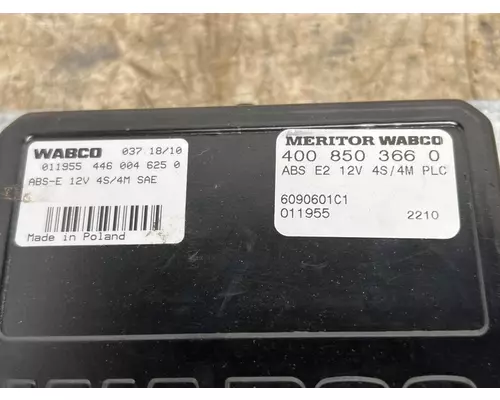 WABCO 037 18/10
011955 446 004 625 0
ABS-E 12V 4S/4M SAE
Made in Poland
MERITOR WABCO
400 850 366 0
ABS E2 12V 4S/4M PLC
6090601C1
011955 2210